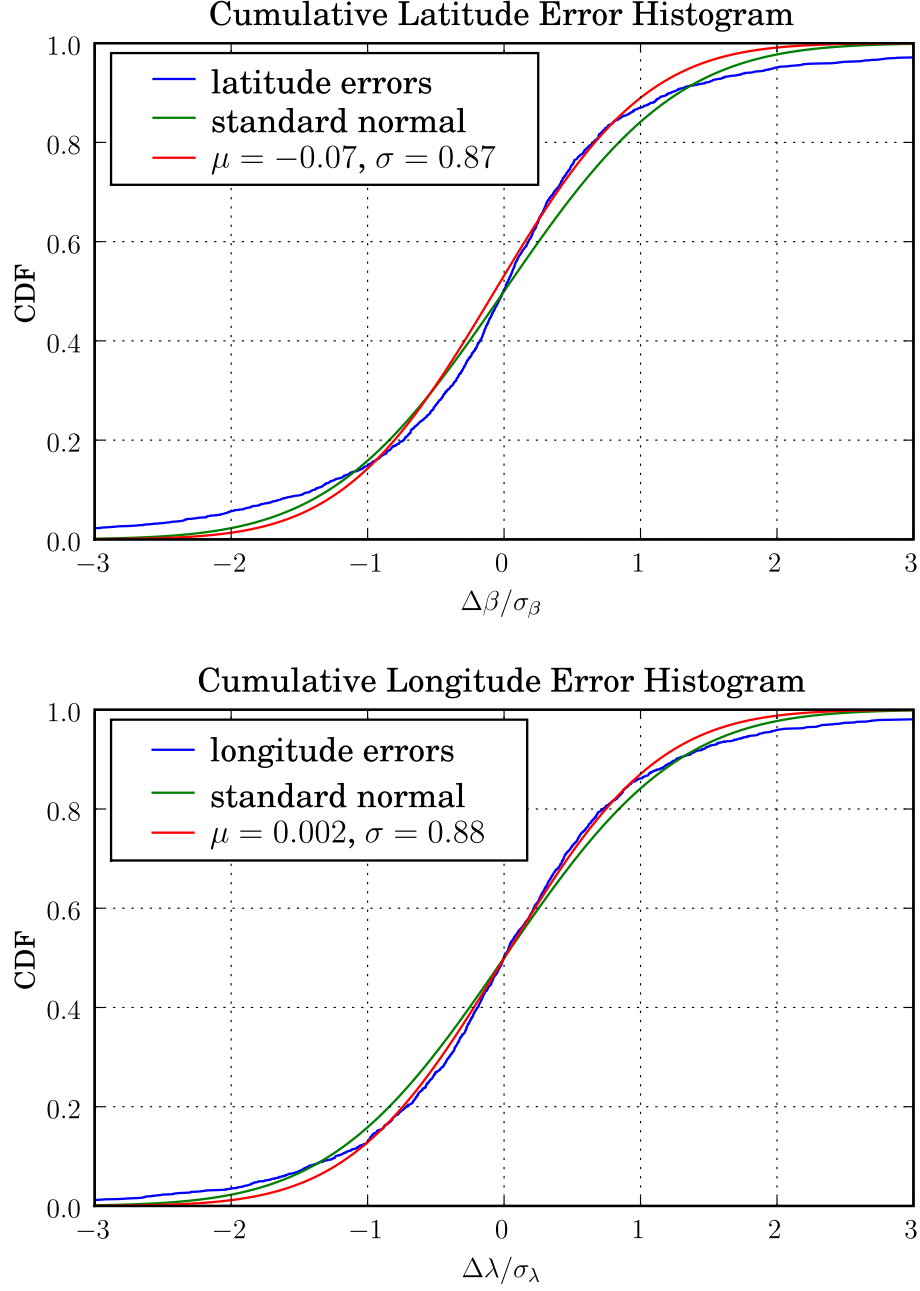 Cumulative Latitude Error Histogram
1.0
latitude errors
standard normal
μ = −0.07, σ = 0.87
0.8
0.6
CDF
0.4
0.2
0.0
−3 −2 −1 0 1 2 3
Δβ/σ_β
Cumulative Longitude Error Histogram
1.0
longitude errors
standard normal
μ = 0.002, σ = 0.88
0.8
0.6
CDF
0.4
0.2
0.0
−3 −2 −1 0 1 2 3
Δλ/σ_λ